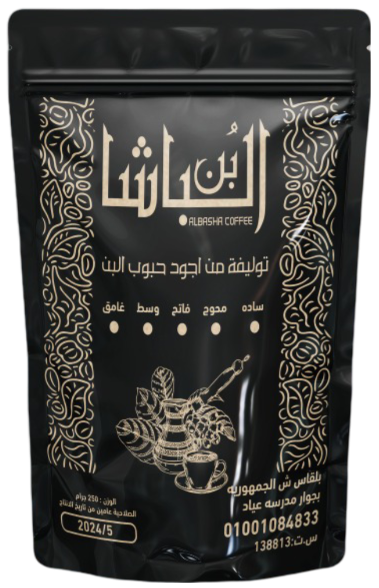 بُن الباشا
ALBASHA COFFEE
توليفة من اجود حبوب البن
ساده محوج فاتح وسط غامق
بلقاس ش الجمهوريه
بجوار مدرسه عياد
01001084833
س.ت:138813
الوزن : 250 جرام
الصلاحية عامين من تاريخ الانتاج
2024/5